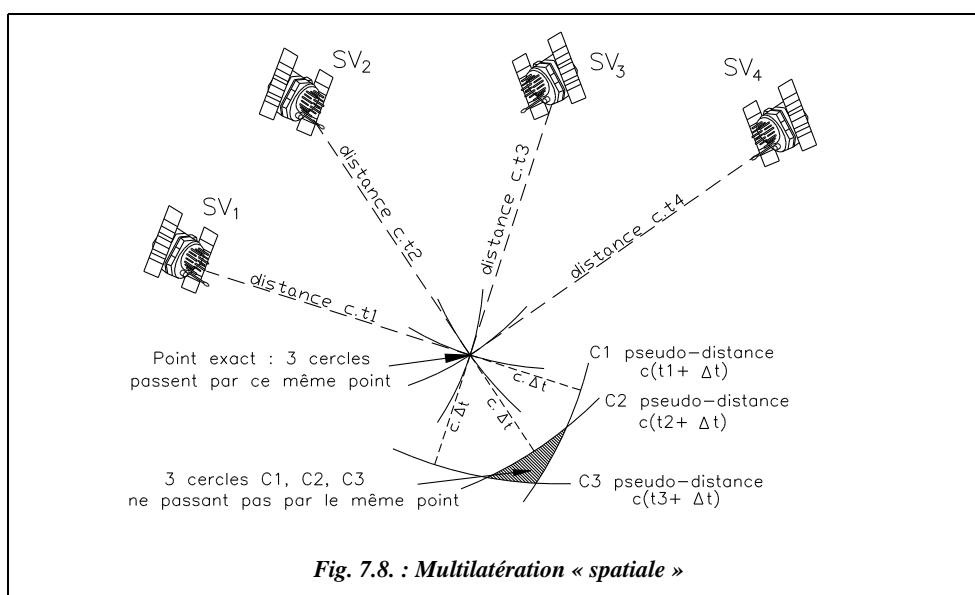 SV2
SV3
SV4
SV1
distance c.t1
distance c.t2
distance c.t3
distance c.t4
Point exact : 3 cercles
passent par ce même point
c.Δt
c.Δt
c.Δt
C1 pseudo-distance
c(t1+ Δt)
C2 pseudo-distance
c(t2+ Δt)
3 cercles C1, C2, C3
ne passant pas par le même point
C3 pseudo-distance
c(t3+ Δt)
Fig. 7.8. : Multilatération « spatiale »